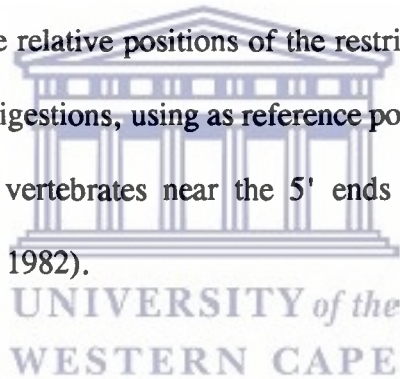 e relative positions of the restri
igestions, using as reference po
vertebrates near the 5' ends
1982).
UNIVERSITY of the
WESTERN CAPE